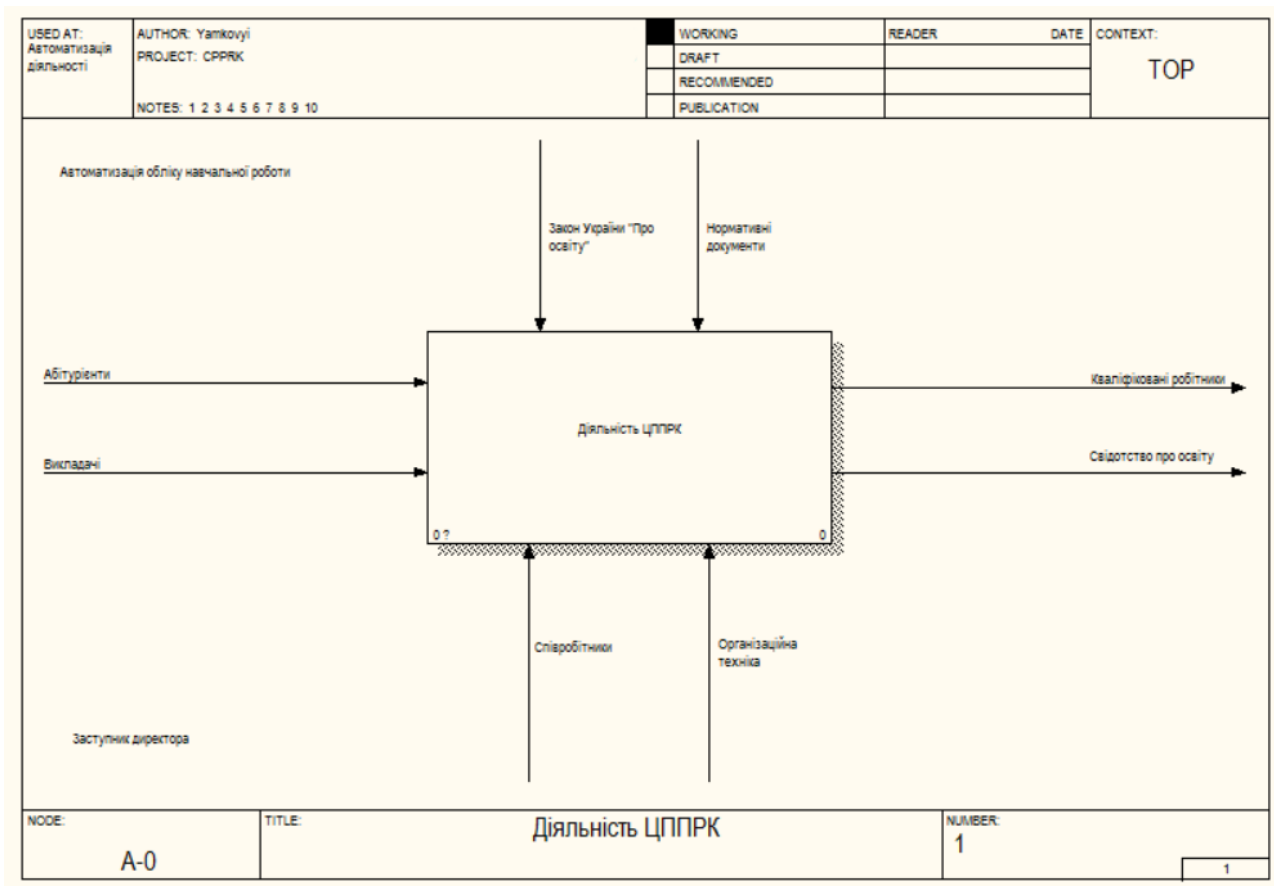 USED AT:
Автоматизація
діяльності
AUTHOR: Yamkovyi
PROJECT: CPPRK
NOTES: 1 2 3 4 5 6 7 8 9 10
WORKING
DRAFT
RECOMMENDED
PUBLICATION
READER
DATE
CONTEXT:
TOP
Автоматизація обліку навчальної роботи
Закон України "Про
освіту"
Нормативні
документи
Абітурієнти
Викладачі
Діяльність ЦППРК
0 ?
0
Кваліфіковані робітники
Свідотство про освіту
Співробітники
Організаційна
техніка
Заступник директора
NODE:
A-0
TITLE:
Діяльність ЦППРК
NUMBER:
1
1